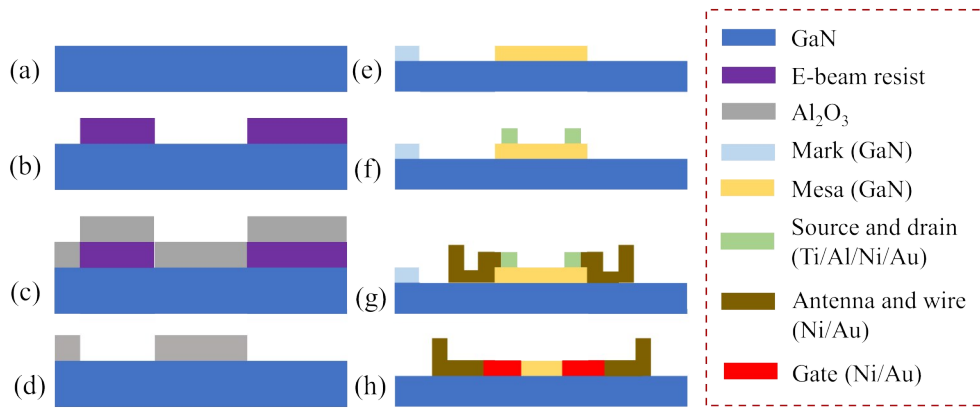 (a)
(b)
(c)
(d)
(e)
(f)
(g)
(h)
GaN
E-beam resist
Al₂O₃
Mark (GaN)
Mesa (GaN)
Source and drain
(Ti/Al/Ni/Au)
Antenna and wire
(Ni/Au)
Gate (Ni/Au)